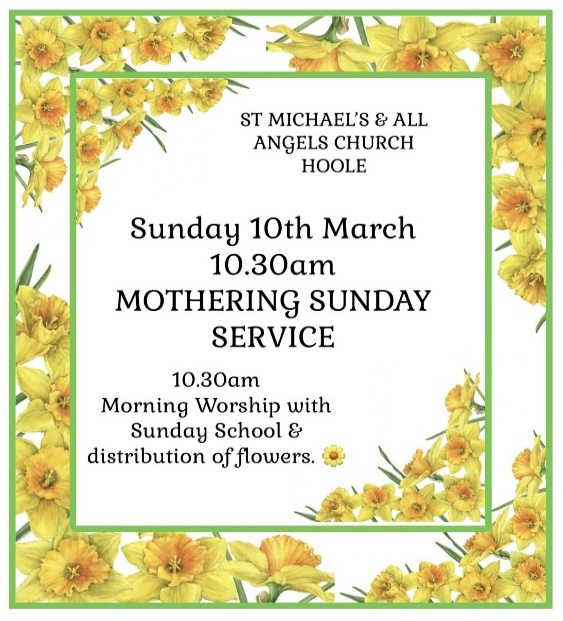 ST MICHAEL'S & ALL
ANGELS CHURCH
HOOLE
Sunday 10th March
10.30am
MOTHERING SUNDAY
SERVICE
10.30am
Morning Worship with
Sunday School &
distribution of flowers. 🌼